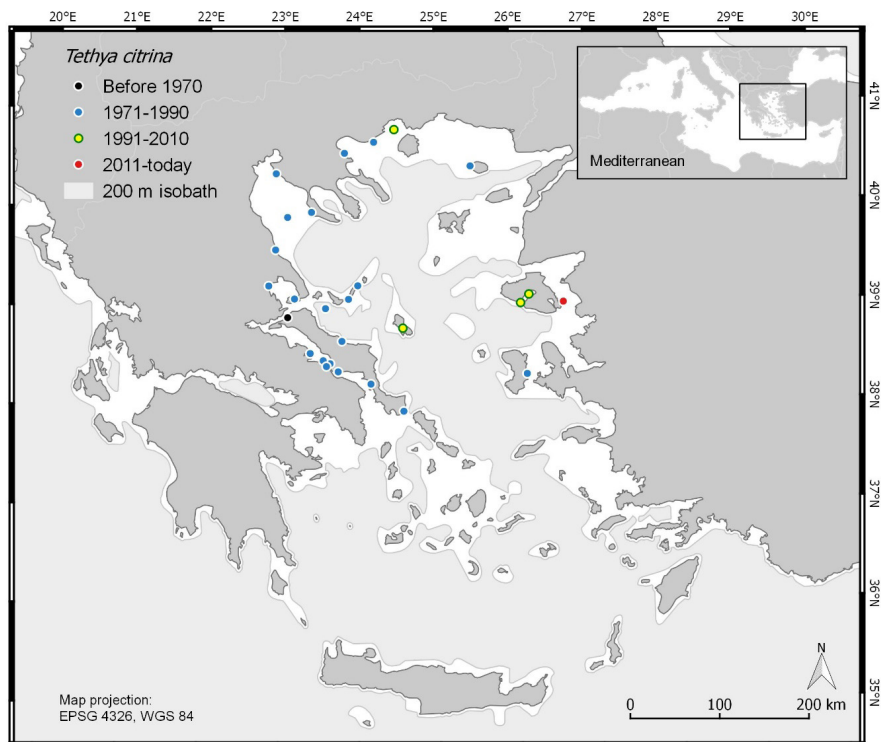 20°E 22°E 23°E 24°E 25°E 26°E 27°E 28°E 29°E 30°E
Tethya citrina
Before 1970
1971-1990
1991-2010
2011-today
200 m isobath
Mediterranean
41°N
40°N
39°N
38°N
37°N
36°N
35°N
N
Map projection:
EPSG 4326, WGS 84
0 100 200 km